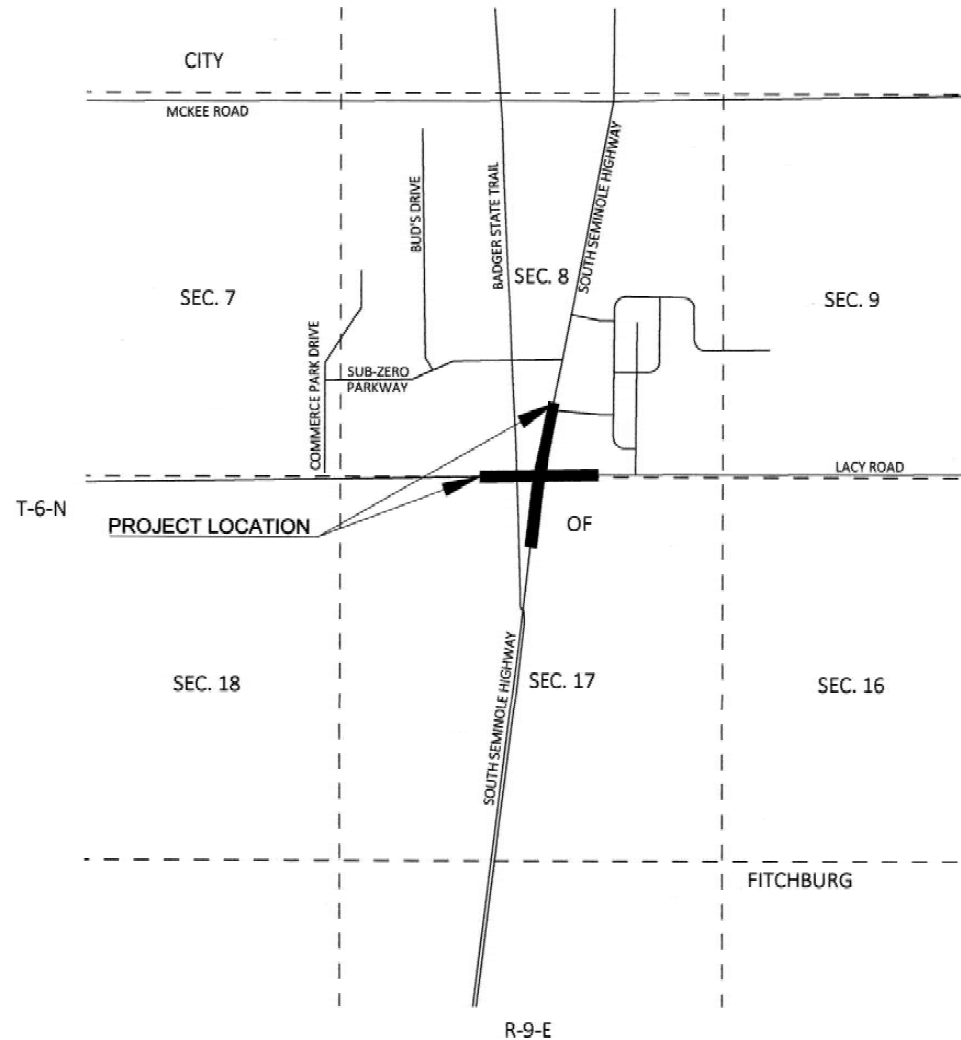 CITY
MCKEE ROAD
BUD'S DRIVE
BADGER STATE TRAIL
SOUTH SEMINOLE HIGHWAY
SEC. 8
SEC. 7
SEC. 9
COMMERCE PARK DRIVE
SUB-ZERO
PARKWAY
LACY ROAD
T-6-N
PROJECT LOCATION
OF
SOUTH SEMINOLE HIGHWAY
SEC. 18
SEC. 17
SEC. 16
FITCHBURG
R-9-E